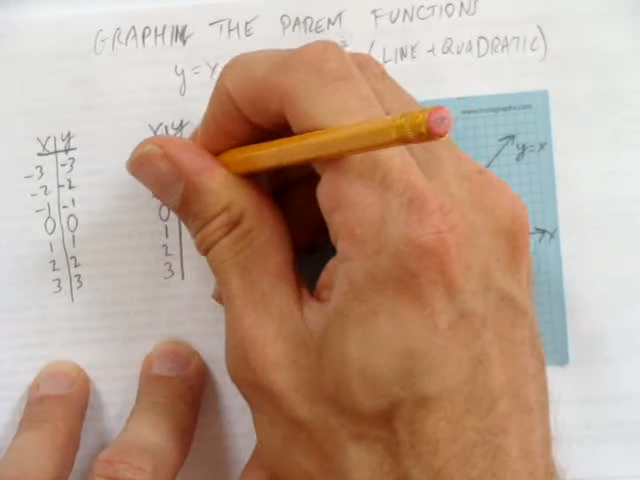 GRAPHING THE PARENT FUNCTIONS
(LINE + QUADRATIC)
y=x
x y
-3 -3
-2 -2
-1 -1
0 0
1 1
2 2
3 3
x y
0
1
2
3
y=x
x